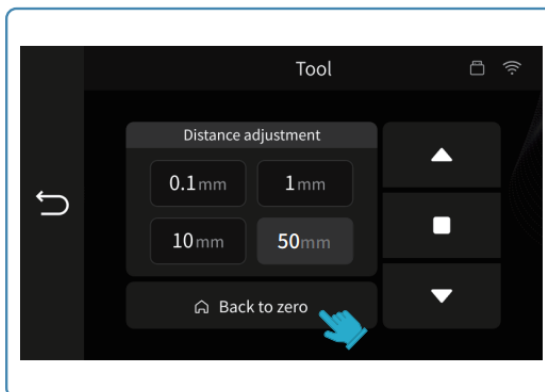 Tool
Distance adjustment
0.1mm 1mm
10mm 50mm
Back to zero